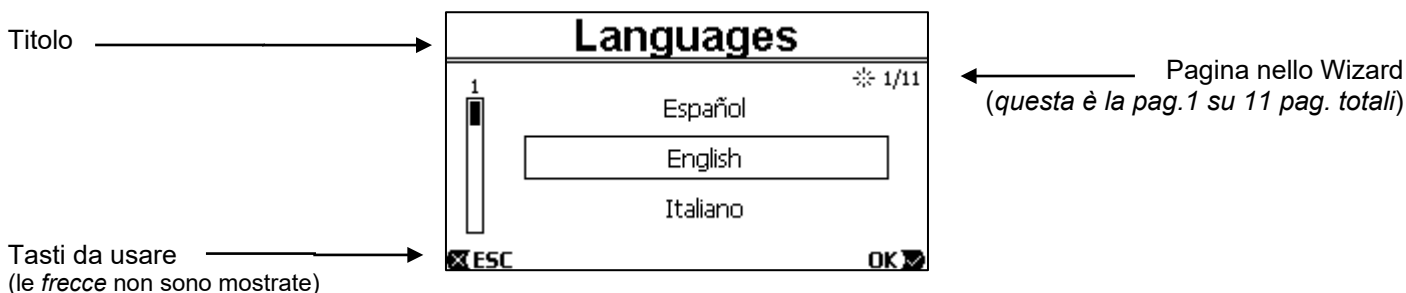 Titolo
Languages
Pagina nello Wizard
(questa è la pag.1 su 11 pag. totali)
1
1/11
Español
English
Italiano
Tasti da usare
(le frecce non sono mostrate)
ESC
OK